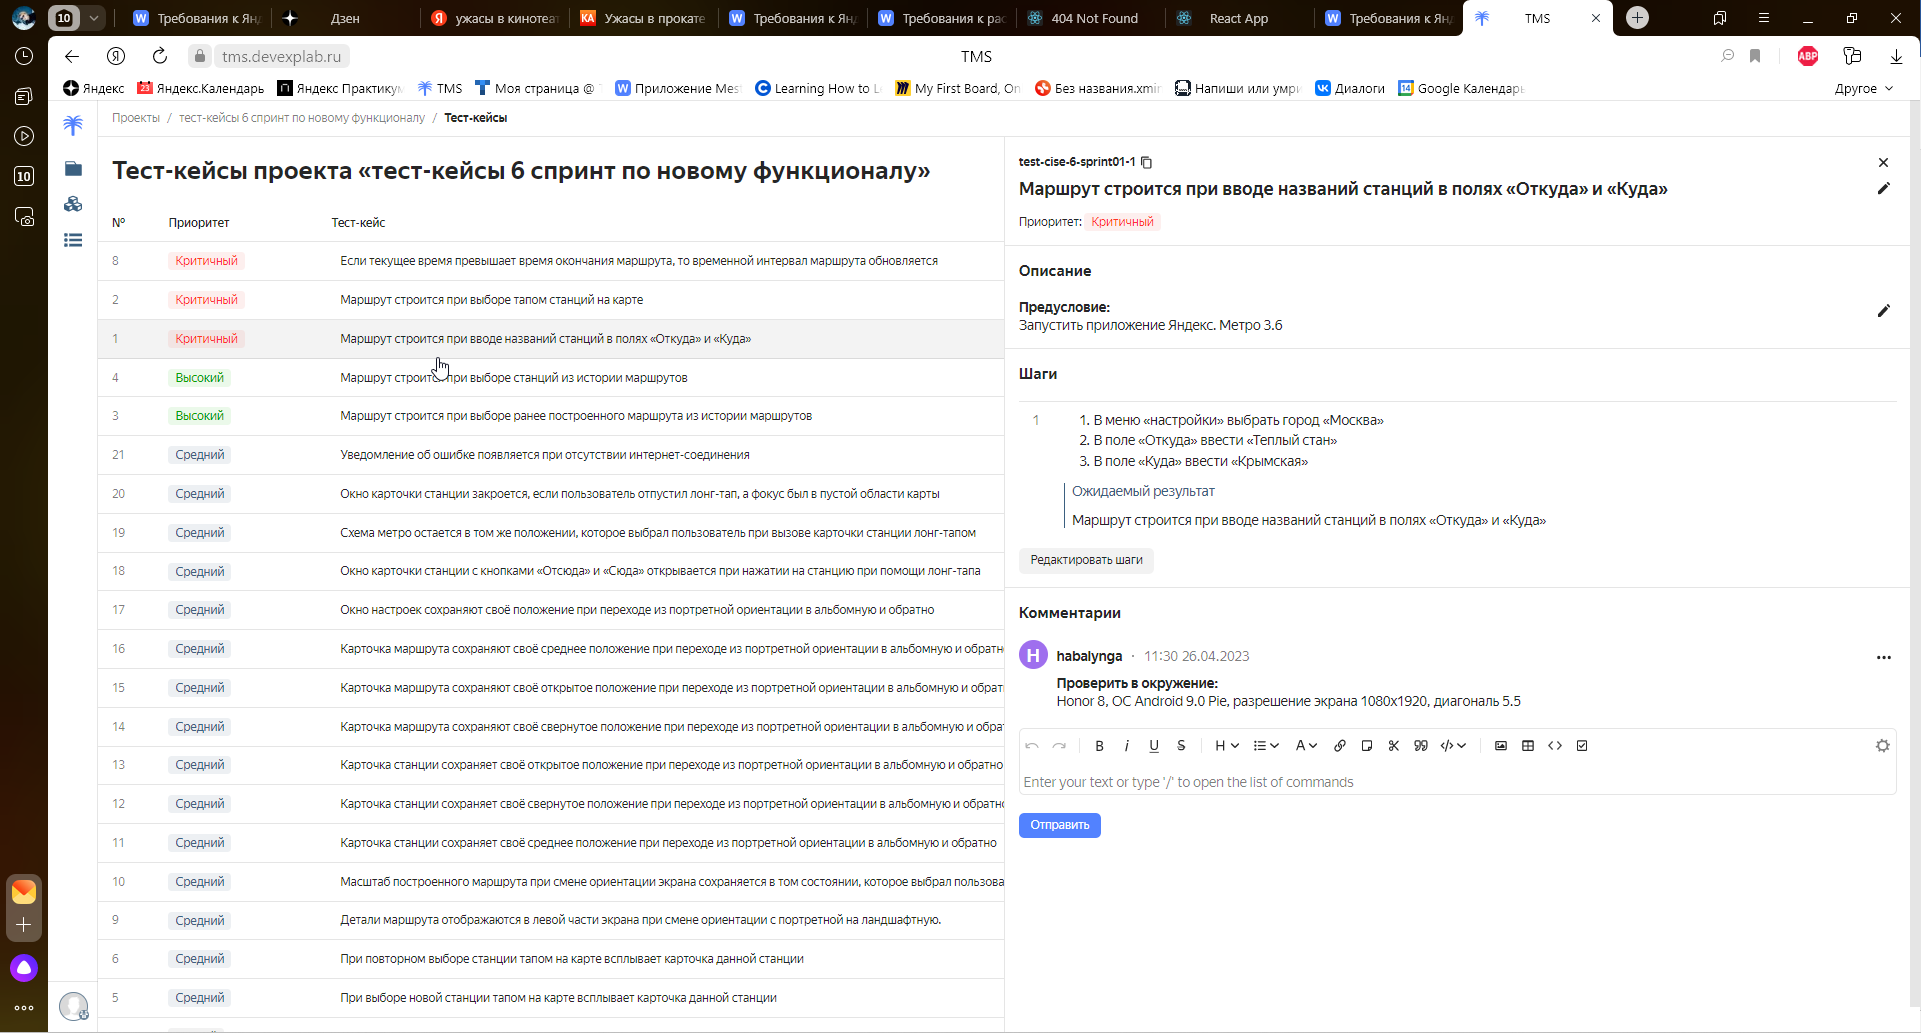 10
Требования к Ян
Дзен
ужасы в кинотеа
Ужасы в прокате
Требования к Ян
Требования к рас
404 Not Found
React App
Требования к Ян
TMS
tms.devexplab.ru
TMS
Яндекс
Яндекс.Календарь
Яндекс Практикум
TMS
Моя страница @
Приложение Mes
Learning How to L
My First Board, On
Без названия.xmin
Напиши или умри
Диалоги
Google Календарь
Другое
10
Проекты / тест-кейсы 6 спринт по новому функционалу / Тест-кейсы
Тест-кейсы проекта «тест-кейсы 6 спринт по новому функционалу»
№ Приоритет Тест-кейс
8 Критичный Если текущее время превышает время окончания маршрута, то временной интервал маршрута обновляется
2 Критичный Маршрут строится при выборе тапом станций на карте
1 Критичный Маршрут строится при вводе названий станций в полях «Откуда» и «Куда»
4 Высокий Маршрут строится при выборе станций из истории маршрутов
3 Высокий Маршрут строится при выборе ранее построенного маршрута из истории маршрутов
21 Средний Уведомление об ошибке появляется при отсутствии интернет-соединения
20 Средний Окно карточки станции закроется, если пользователь отпустил лонг-тап, а фокус был в пустой области карты
19 Средний Схема метро остается в том же положении, которое выбрал пользователь при вызове карточки станции лонг-тапом
18 Средний Окно карточки станции с кнопками «Отсюда» и «Сюда» открывается при нажатии на станцию при помощи лонг-тапа
17 Средний Окно настроек сохраняют своё положение при переходе из портретной ориентации в альбомную и обратно
16 Средний Карточка маршрута сохраняют своё среднее положение при переходе из портретной ориентации в альбомную и обратн
15 Средний Карточка маршрута сохраняют своё открытое положение при переходе из портретной ориентации в альбомную и обрат
14 Средний Карточка маршрута сохраняют своё свернутое положение при переходе из портретной ориентации в альбомную и обрат
13 Средний Карточка станции сохраняет своё открытое положение при переходе из портретной ориентации в альбомную и обратно
12 Средний Карточка станции сохраняет своё свернутое положение при переходе из портретной ориентации в альбомную и обратно
11 Средний Карточка станции сохраняет своё среднее положение при переходе из портретной ориентации в альбомную и обратно
10 Средний Масштаб построенного маршрута при смене ориентации экрана сохраняется в том состоянии, которое выбрал пользова
9 Средний Детали маршрута отображаются в левой части экрана при смене ориентации с портретной на ландшафтную.
6 Средний При повторном выборе станции тапом на карте всплывает карточка данной станции
5 Средний При выборе новой станции тапом на карте всплывает карточка данной станции
test-cise-6-sprint01-1
Маршрут строится при вводе названий станций в полях «Откуда» и «Куда»
Приоритет: Критичный
Описание
Предусловие:
Запустить приложение Яндекс. Метро 3.6
Шаги
1 1. В меню «настройки» выбрать город «Москва»
2. В поле «Откуда» ввести «Теплый стан»
3. В поле «Куда» ввести «Крымская»
Ожидаемый результат
Маршрут строится при вводе названий станций в полях «Откуда» и «Куда»
Редактировать шаги
Комментарии
H habalynga · 11:30 26.04.2023
Проверить в окружение:
Honor 8, ОС Android 9.0 Pie, разрешение экрана 1080x1920, диагональ 5.5
Enter your text or type '/' to open the list of commands
Отправить